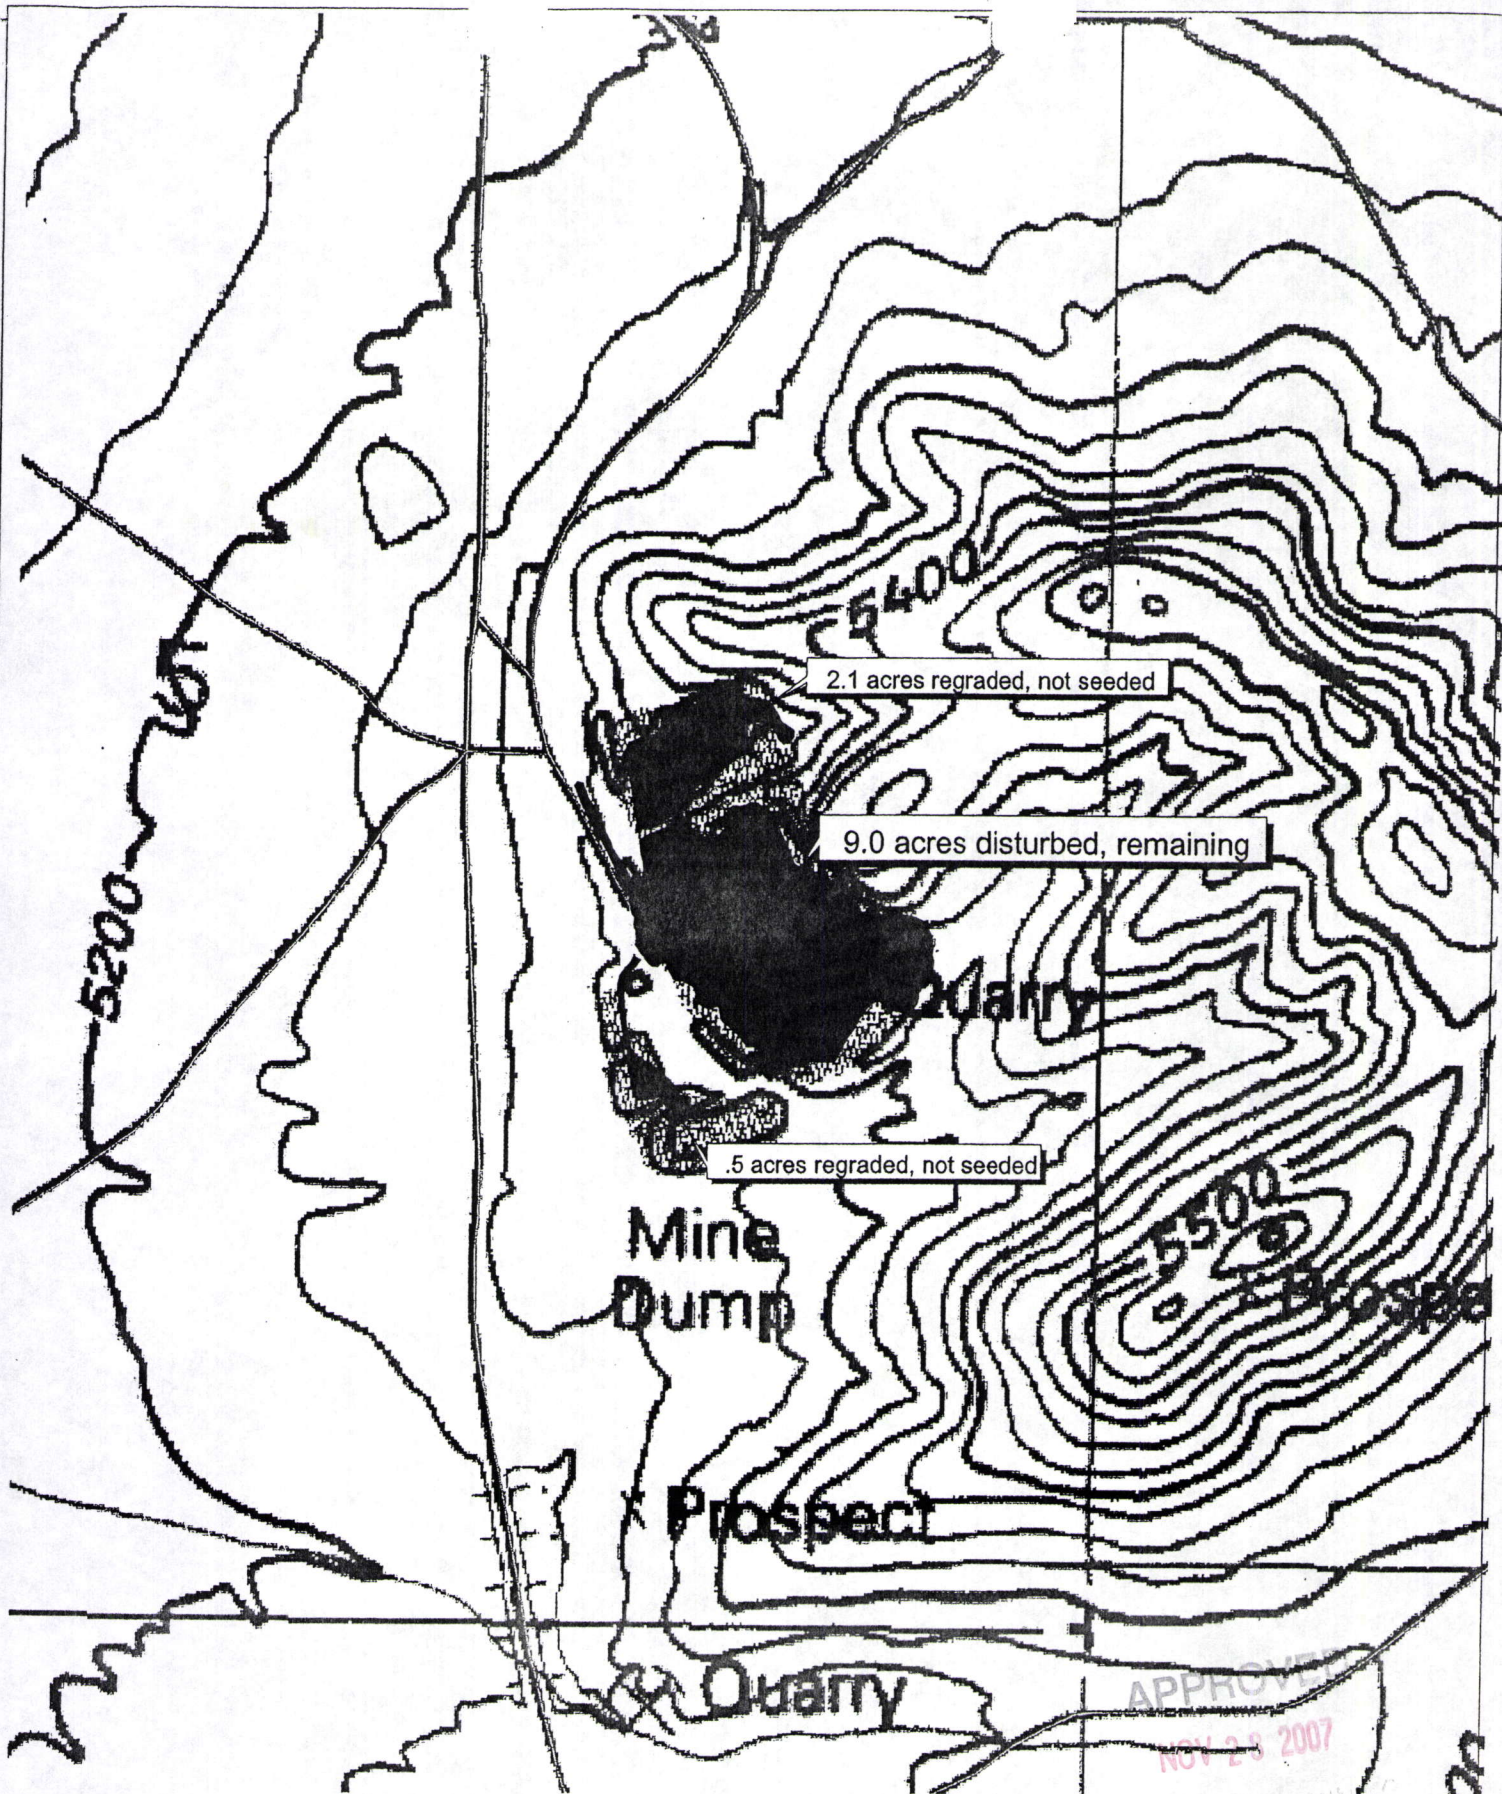 5400
2.1 acres regraded, not seeded
9.0 acres disturbed, remaining
5200
Quarry
.5 acres regraded, not seeded
5500
Mine
Dump
Prospe
Prospect
Quarry
APPROVED
NOV 2 8 2007